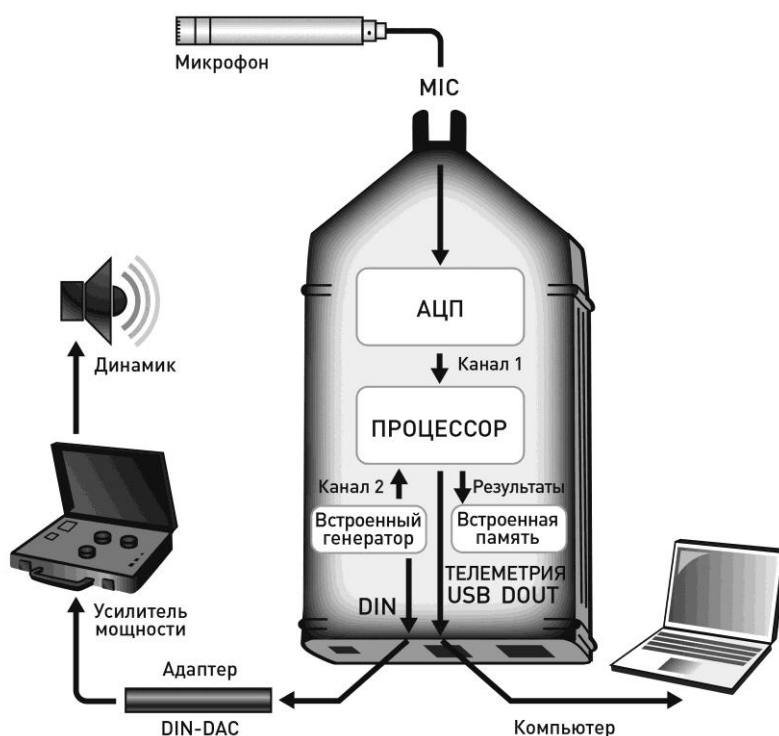 Микрофон
MIC
АЦП
Канал 1
Динамик
ПРОЦЕССОР
Канал 2
Результаты
Встроенный
генератор
Встроенная
память
ТЕЛЕМЕТРИЯ
USB DOUT
DIN
Усилитель
мощности
Адаптер
DIN-DAC
Компьютер